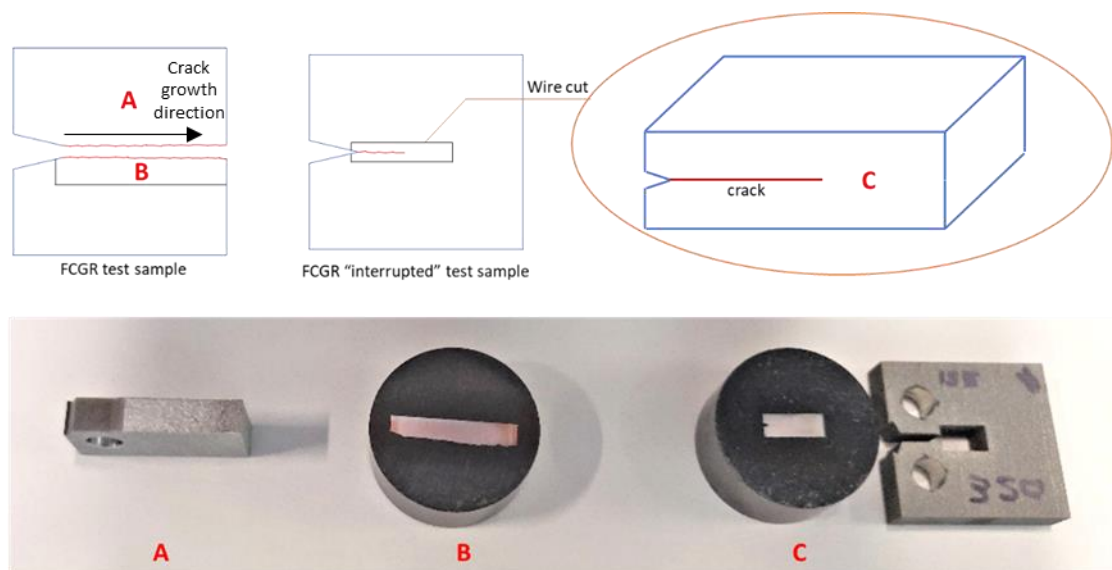 Crack
growth
direction
A
B
FCGR test sample
Wire cut
FCGR "interrupted" test sample
crack
C
A
B
C
350